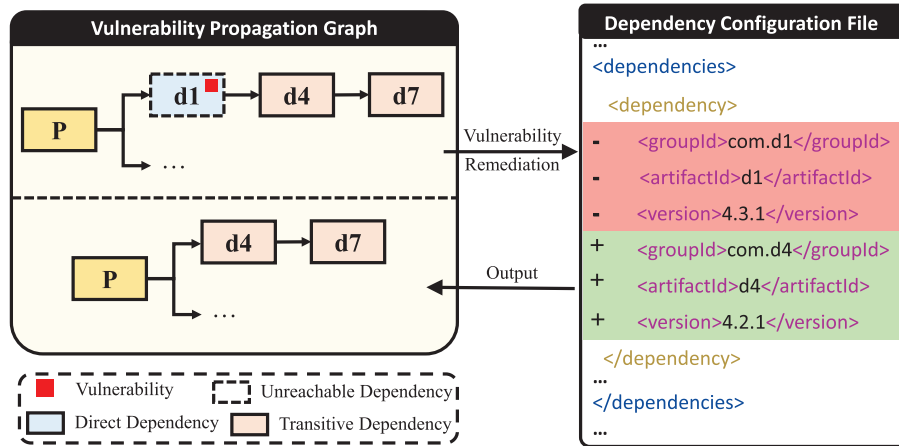 Vulnerability Propagation Graph
d1
d4
d7
P
...
d4
d7
P
...
Vulnerability
Remediation
Output
Vulnerability
Unreachable Dependency
Direct Dependency
Transitive Dependency
Dependency Configuration File
...
<dependencies>
<dependency>
- <groupId>com.d1</groupId>
- <artifactId>d1</artifactId>
- <version>4.3.1</version>
+ <groupId>com.d4</groupId>
+ <artifactId>d4</artifactId>
+ <version>4.2.1</version>
</dependency>
...
</dependencies>
...